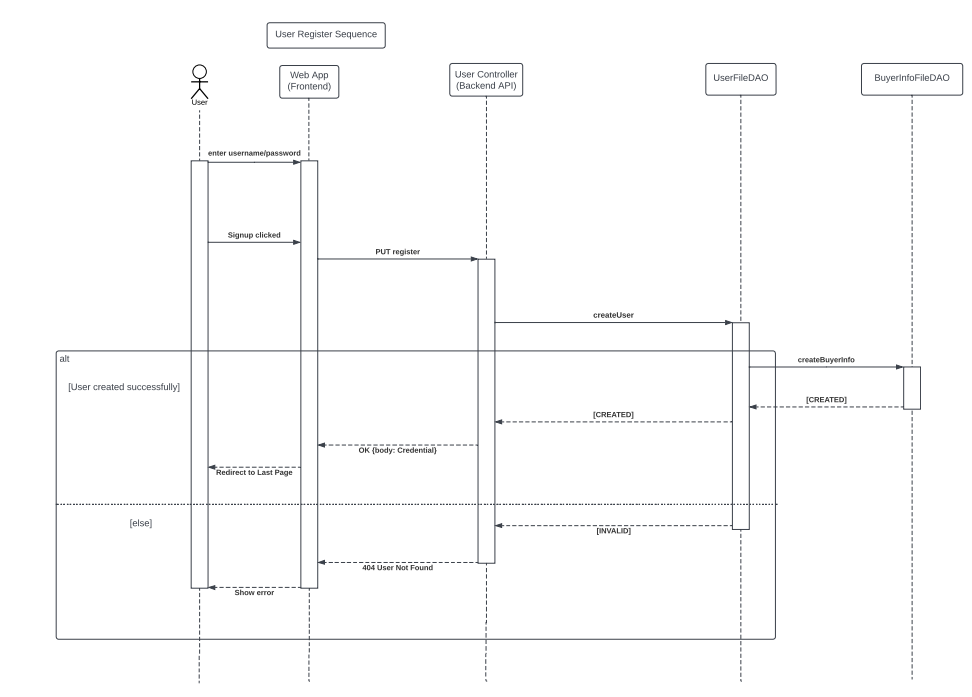 User Register Sequence
User
Web App
(Frontend)
User Controller
(Backend API)
UserFileDAO
BuyerInfoFileDAO
enter username/password
Signup clicked
PUT register
createUser
alt
createBuyerInfo
[User created successfully]
[CREATED]
[CREATED]
OK {body: Credential}
Redirect to Last Page
[else]
[INVALID]
404 User Not Found
Show error